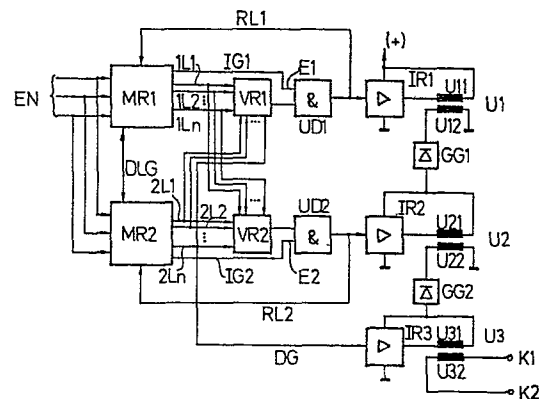 RL1
(+)
1L1 IG1 E1 IR1 U11 U1
EN MR1 1L2 VR1 & U12
1Ln UD1
GG1
DLG
2L1 2L2 UD2 IR2 U21 U2
MR2 VR2 & U22
2Ln IG2 E2 GG2
RL2 IR3 U31 U3
DG U32 K1
K2